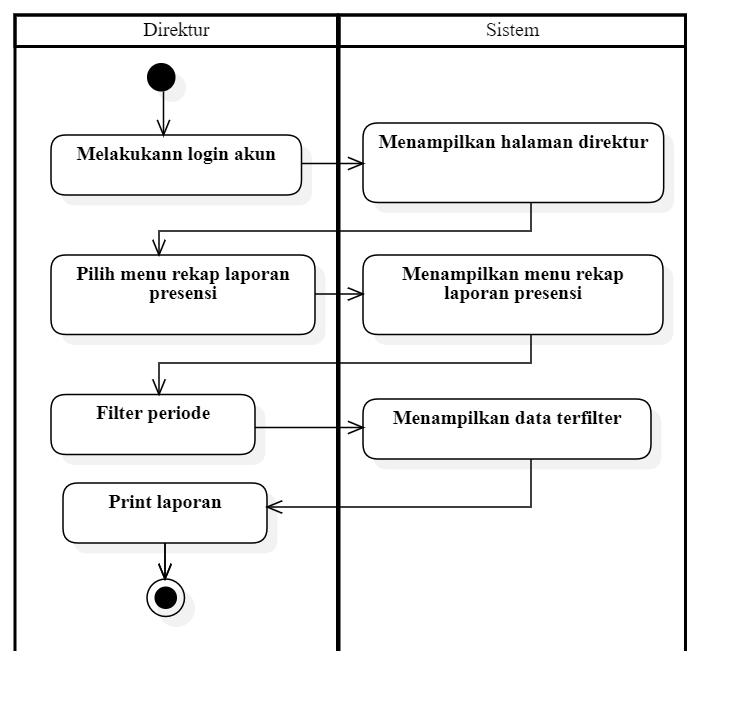 Direktur
Sistem
Melakukann login akun
Menampilkan halaman direktur
Pilih menu rekap laporan
presensi
Menampilkan menu rekap
laporan presensi
Filter periode
Menampilkan data terfilter
Print laporan